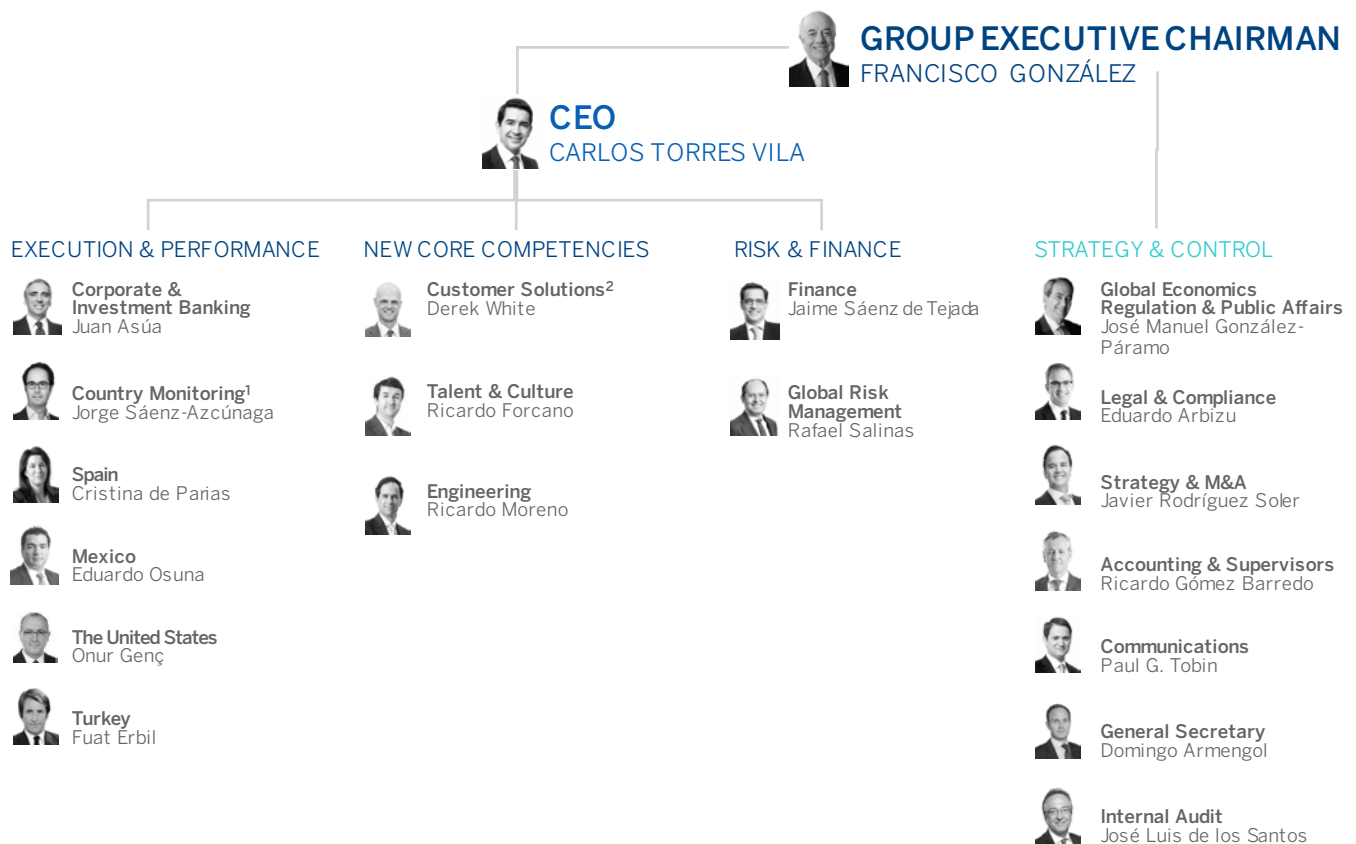 GROUP EXECUTIVE CHAIRMAN
FRANCISCO GONZÁLEZ
CEO
CARLOS TORRES VILA
EXECUTION & PERFORMANCE
Corporate &
Investment Banking
Juan Asúa
Country Monitoring¹
Jorge Sáenz-Azcúnaga
Spain
Cristina de Parias
Mexico
Eduardo Osuna
The United States
Onur Genç
Turkey
Fuat Erbil
NEW CORE COMPETENCIES
Customer Solutions²
Derek White
Talent & Culture
Ricardo Forcano
Engineering
Ricardo Moreno
RISK & FINANCE
Finance
Jaime Sáenz de Tejada
Global Risk
Management
Rafael Salinas
STRATEGY & CONTROL
Global Economics
Regulation & Public Affairs
José Manuel González-
Páramo
Legal & Compliance
Eduardo Arbizu
Strategy & M&A
Javier Rodríguez Soler
Accounting & Supervisors
Ricardo Gómez Barredo
Communications
Paul G. Tobin
General Secretary
Domingo Armengol
Internal Audit
José Luis de los Santos